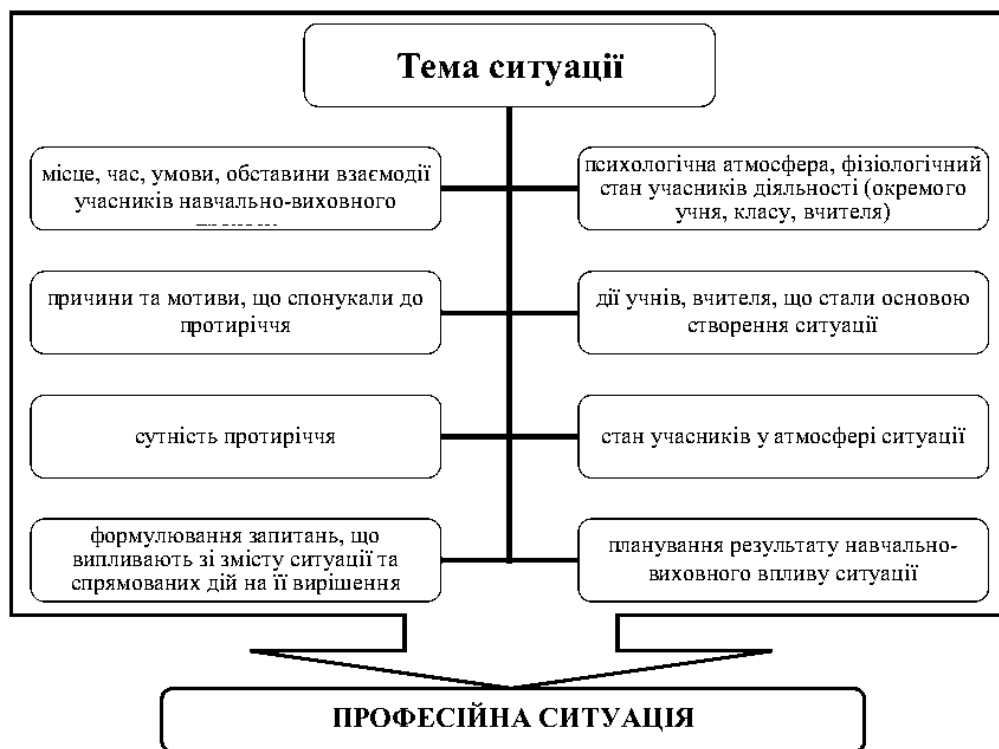 Тема ситуації
місце, час, умови, обставини взаємодії
учасників навчально-виховного
психологічна атмосфера, фізіологічний
стан учасників діяльності (окремого
учня, класу, вчителя)
причини та мотиви, що спонукали до
протиріччя
дії учнів, вчителя, що стали основою
створення ситуації
сутність протиріччя
стан учасників у атмосфері ситуації
формулювання запитань, що
випливають зі змісту ситуації та
спрямованих дій на її вирішення
планування результату навчально-
виховного впливу ситуації
ПРОФЕСІЙНА СИТУАЦІЯ